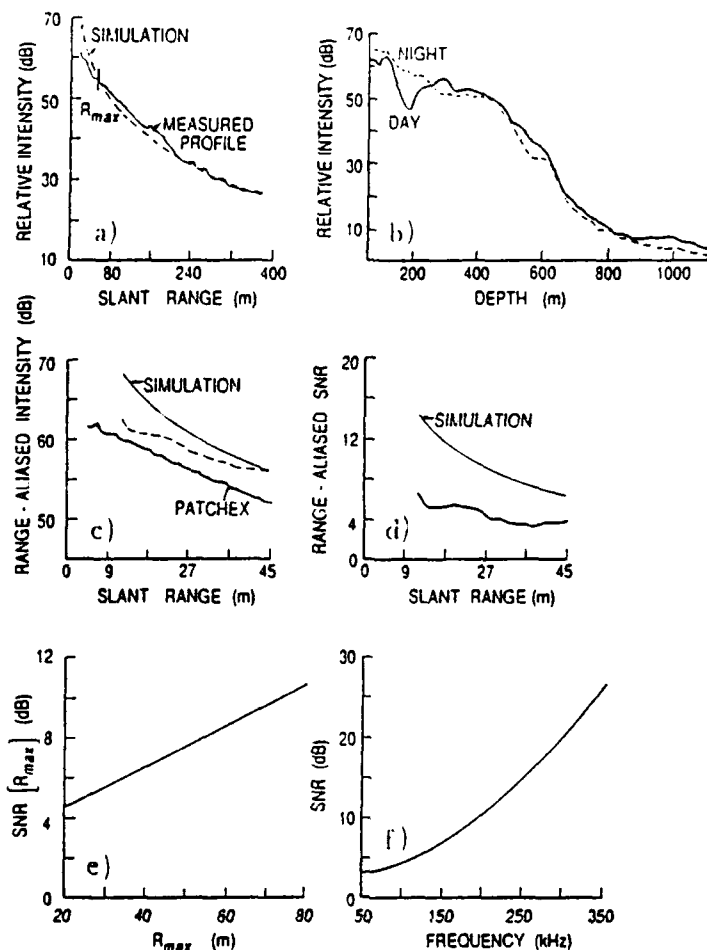 RELATIVE INTENSITY (dB)
70
50
30
10
SIMULATION
R max
MEASURED
PROFILE
a)
0 80 240 400
SLANT RANGE (m)
RELATIVE INTENSITY (dB)
70
50
30
10
NIGHT
DAY
b)
200 400 600 800 1000
DEPTH (m)
RANGE - ALIASED INTENSITY (dB)
70
60
50
SIMULATION
PATCHEX
c)
0 9 27 45
SLANT RANGE (m)
RANGE - ALIASED SNR
20
12
4
SIMULATION
d)
0 9 27 45
SLANT RANGE (m)
SNR [R max] (dB)
12
8
4
0
e)
20 40 60 80
R max (m)
SNR (dB)
30
20
10
0
f)
50 150 250 350
FREQUENCY (kHz)